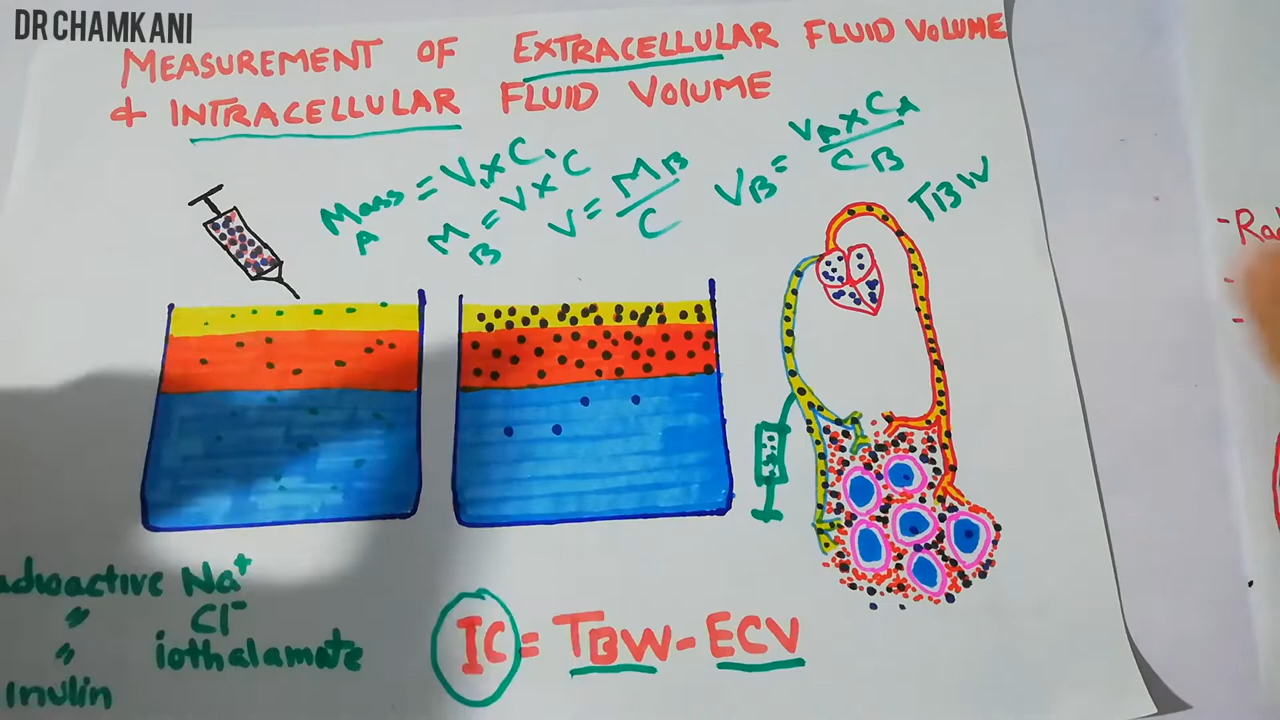 DR CHAMKANI
MEASUREMENT OF EXTRACELLULAR FLUID VOLUME
& INTRACELLULAR FLUID VOLUME
Mass A = V x C
M B = V x C
V = M B / C
VB = VA x CA / CB
TBW
- Rad
-
-
adioactive Na+
" Cl-
" iothalamate
Inulin
IC = TBW - ECV